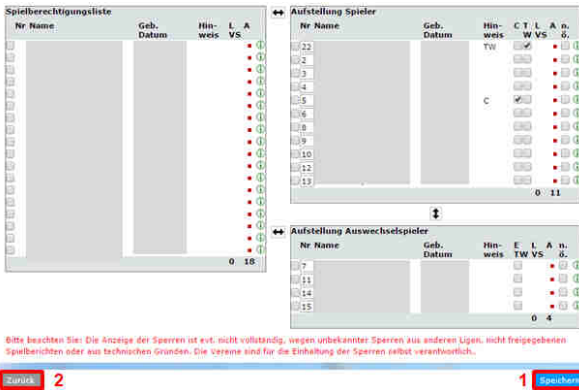 Spielberechtigungsliste
Nr Name Geb. Datum Hin- weis L VS A
0 18
Aufstellung Spieler
Nr Name Geb. Datum Hin- weis C T W L VS A n. ö.
22 TW
2
3
4
5 C
6
8
9
10
12
13
0 11
Aufstellung Auswechselspieler
Nr Name Geb. Datum Hin- weis E TW L VS A n. ö.
7
11
14
15
0 4
Bitte beachten Sie: Die Anzeige der Sperren ist evt. nicht vollständig, wegen unbekannter Sperren aus anderen Ligen, nicht freigegebenen
Spielberichten oder aus technischen Gründen. Die Vereine sind für die Einhaltung der Sperren selbst verantwortlich..
Zurück 2 1 Speichern